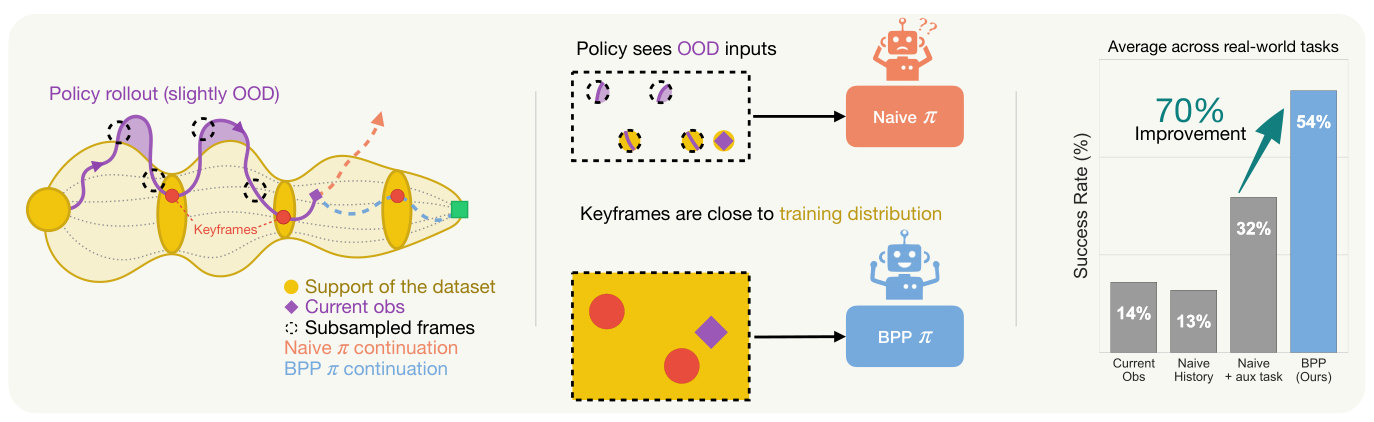 Policy rollout (slightly OOD)
Keyframes
Support of the dataset
Current obs
Subsampled frames
Naive π continuation
BPP π continuation
Policy sees OOD inputs
??
Naive π
Keyframes are close to training distribution
BPP π
Average across real-world tasks
70%
Improvement
Success Rate (%)
14%
13%
32%
54%
Current
Obs
Naive
History
Naive
+ aux task
BPP
(Ours)